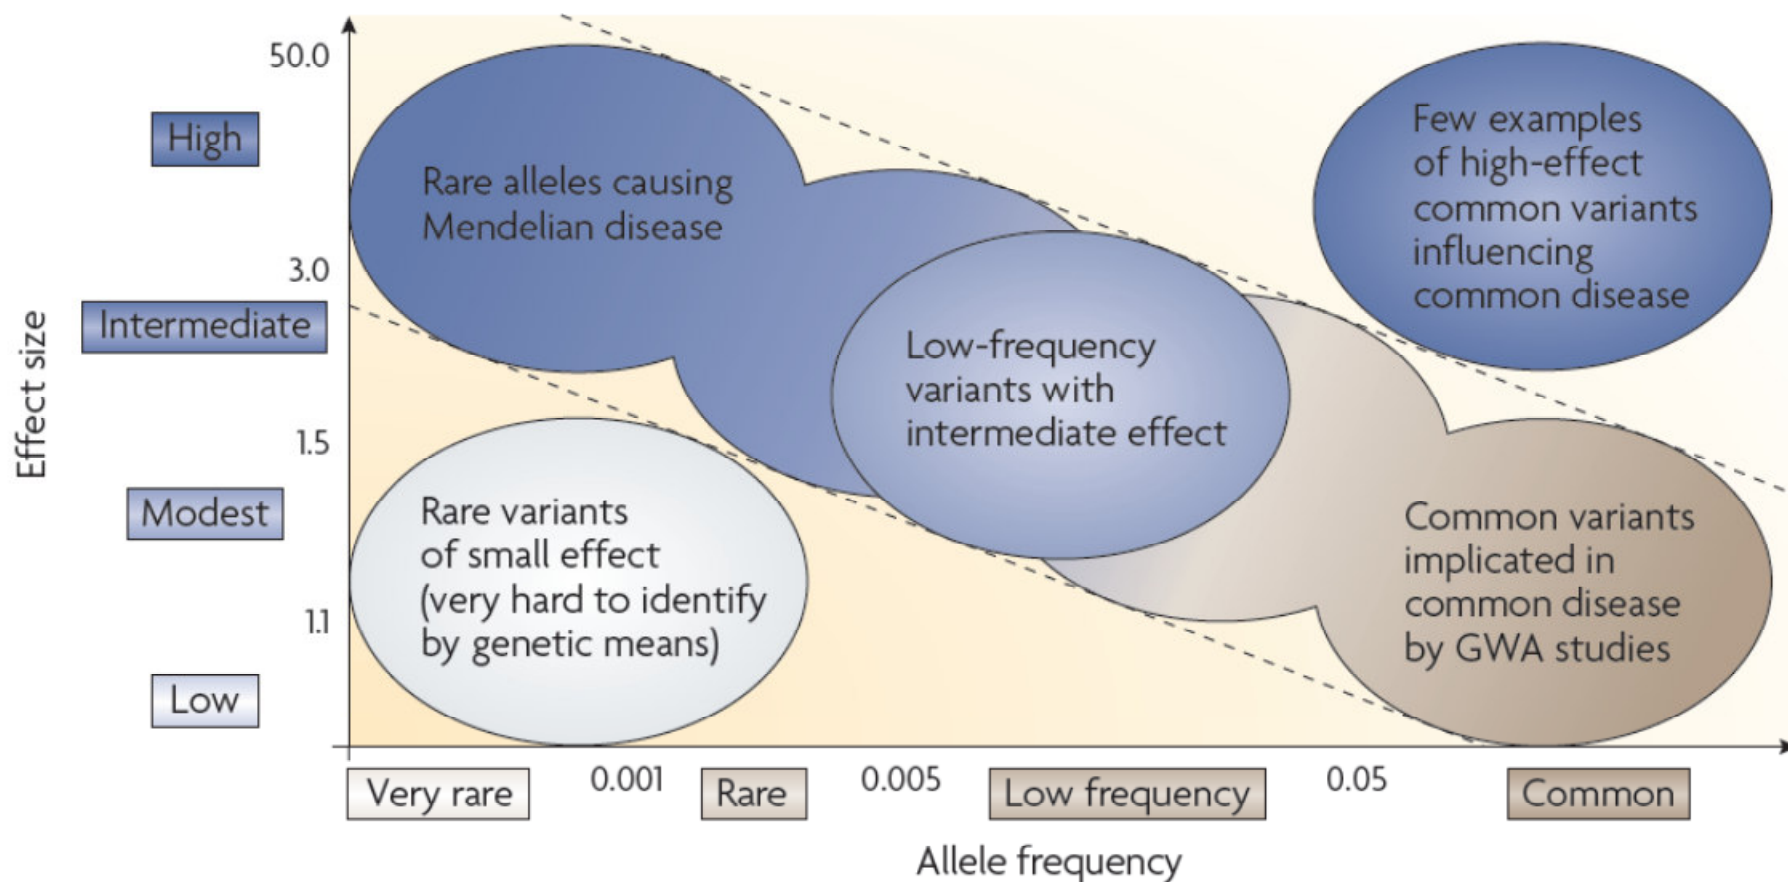 50.0
High
3.0
Intermediate
1.5
Modest
1.1
Low
Effect size
Rare alleles causing
Mendelian disease
Few examples
of high-effect
common variants
influencing
common disease
Low-frequency
variants with
intermediate effect
Rare variants
of small effect
(very hard to identify
by genetic means)
Common variants
implicated in
common disease
by GWA studies
Very rare
0.001
Rare
0.005
Low frequency
0.05
Common
Allele frequency